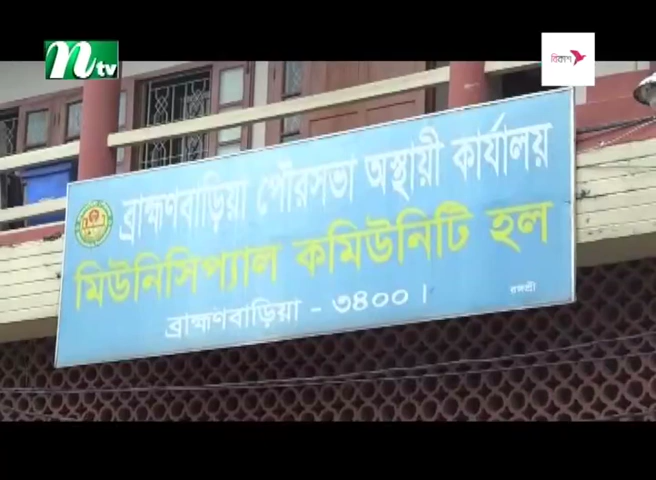 ntv
বিকাশ
ব্রাহ্মণবাড়িয়া পৌরসভা অস্থায়ী কার্যালয়
মিউনিসিপ্যাল কমিউনিটি হল
ব্রাহ্মণবাড়িয়া - ৩৪০০।